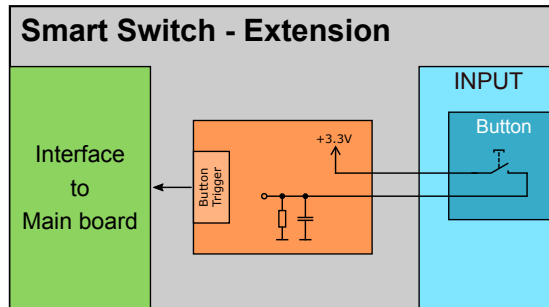 Smart Switch - Extension
INPUT
Button
+3.3V
Interface
to
Main board
Button
Trigger